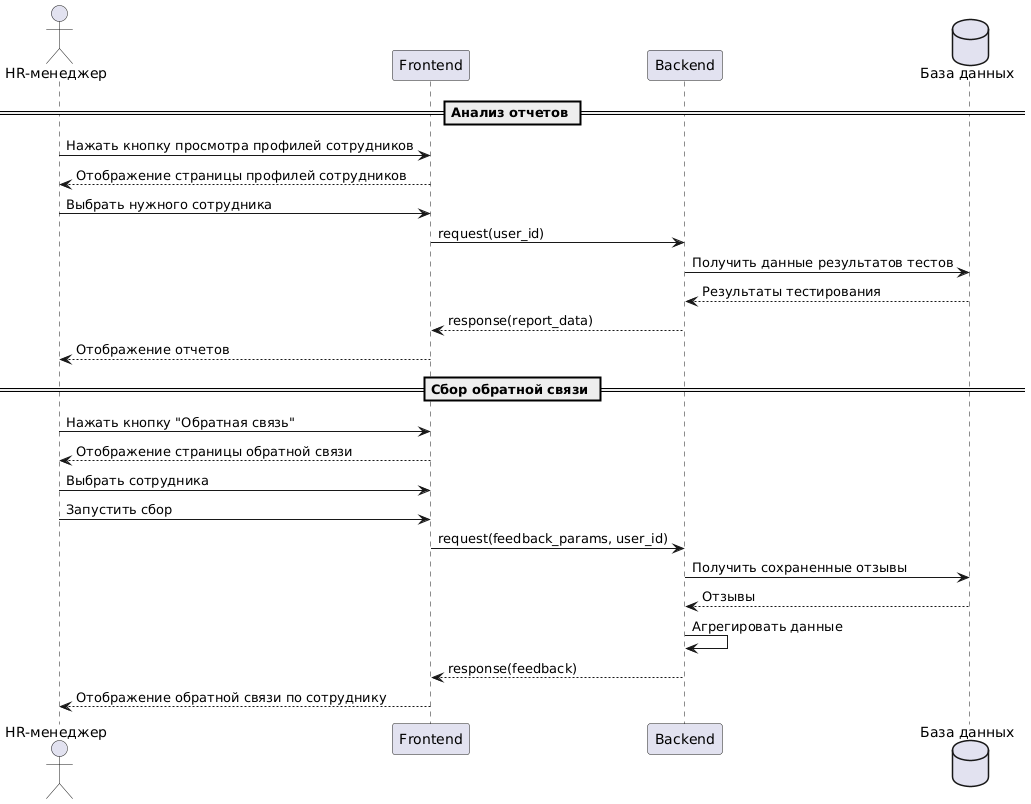 HR-менеджер
Frontend
Backend
База данных
Анализ отчетов
Нажать кнопку просмотра профилей сотрудников
Отображение страницы профилей сотрудников
Выбрать нужного сотрудника
request(user_id)
Получить данные результатов тестов
Результаты тестирования
response(report_data)
Отображение отчетов
Сбор обратной связи
Нажать кнопку "Обратная связь"
Отображение страницы обратной связи
Выбрать сотрудника
Запустить сбор
request(feedback_params, user_id)
Получить сохраненные отзывы
Отзывы
Агрегировать данные
response(feedback)
Отображение обратной связи по сотруднику
HR-менеджер
Frontend
Backend
База данных